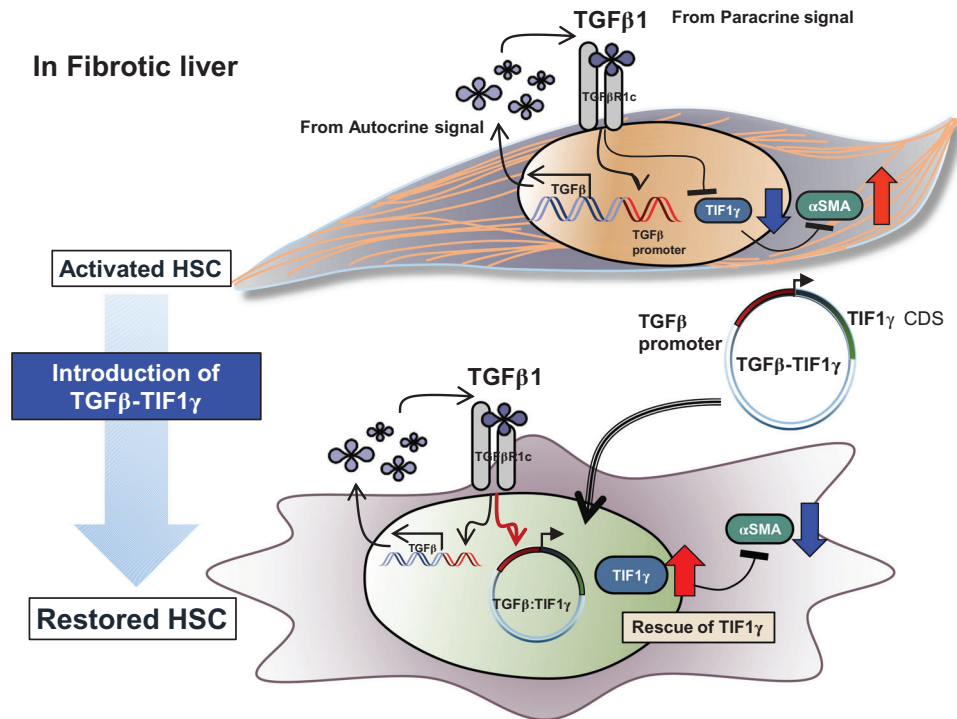 TGFβ1
From Paracrine signal
In Fibrotic liver
TGFβR1c
From Autocrine signal
TGFβ
TIF1γ
αSMA
TGFβ
promoter
Activated HSC
TGFβ
promoter
TIF1γ CDS
TGFβ-TIF1γ
Introduction of
TGFβ-TIF1γ
TGFβ1
TGFβR1c
αSMA
TGFβ
TIF1γ
TGFβ:TIF1γ
Restored HSC
Rescue of TIF1γ